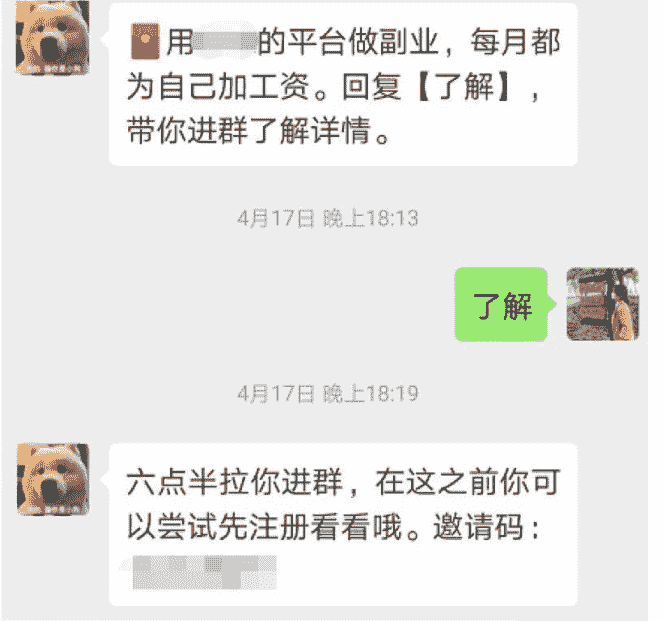 用的平台做副业，每月都
为自己加工资。回复【了解】，
带你进群了解详情。
4月17日 晚上18:13
了解
4月17日 晚上18:19
六点半拉你进群，在这之前你可
以尝试先注册看看哦。邀请码：